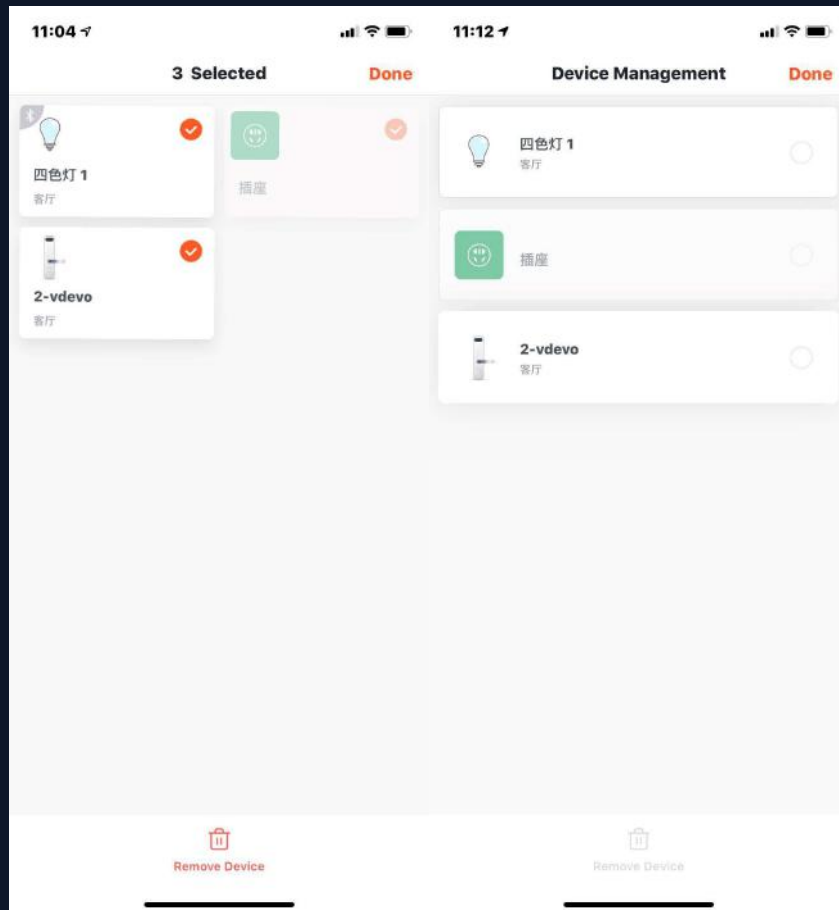 11:04
3 Selected
Done
四色灯 1
客厅
插座
2-vdevo
客厅
Remove Device
11:12
Device Management
Done
四色灯 1
客厅
插座
2-vdevo
客厅
Remove Device